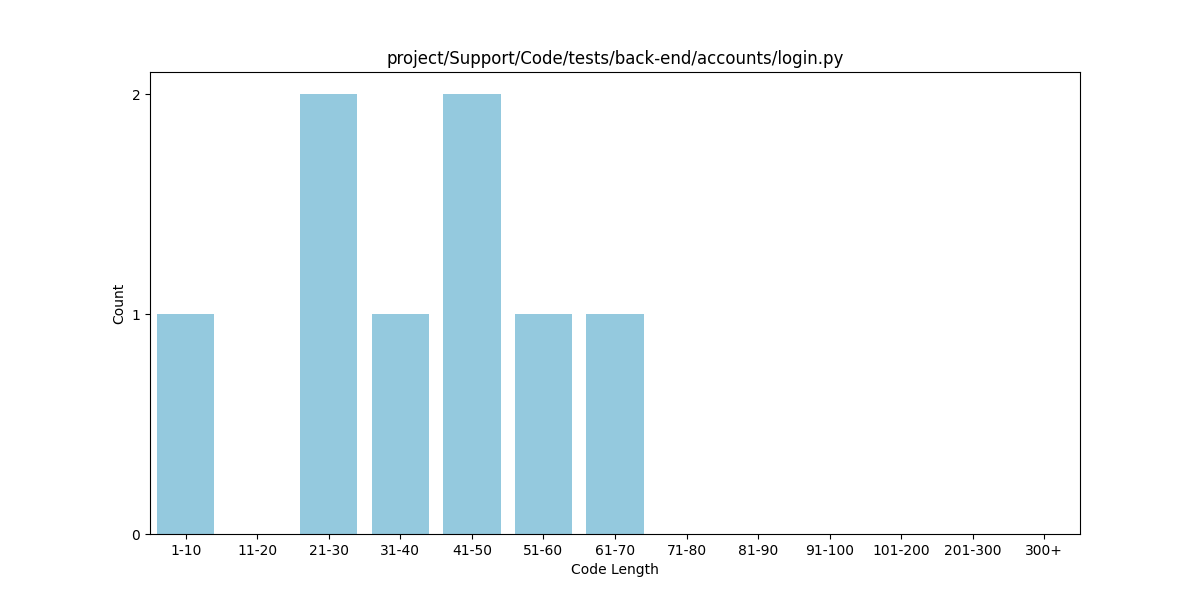 project/Support/Code/tests/back-end/accounts/login.py
2
1
0
Count
1-10 11-20 21-30 31-40 41-50 51-60 61-70 71-80 81-90 91-100 101-200 201-300 300+
Code Length